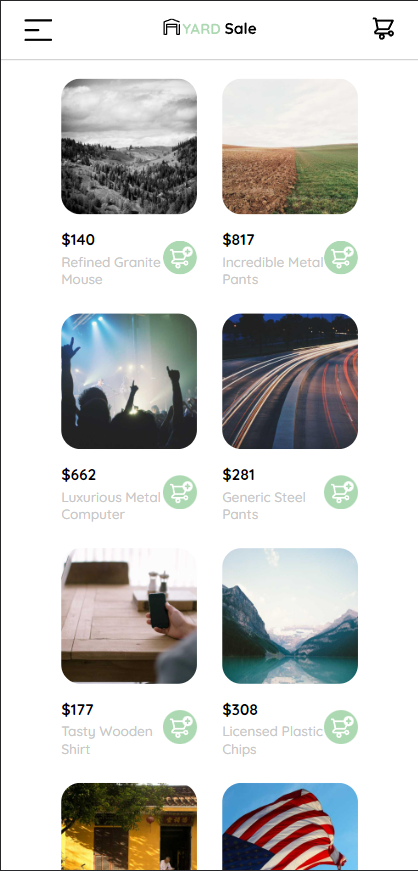 YARD Sale
$140
Refined Granite
Mouse
$817
Incredible Metal
Pants
$662
Luxurious Metal
Computer
$281
Generic Steel
Pants
$177
Tasty Wooden
Shirt
$308
Licensed Plastic
Chips